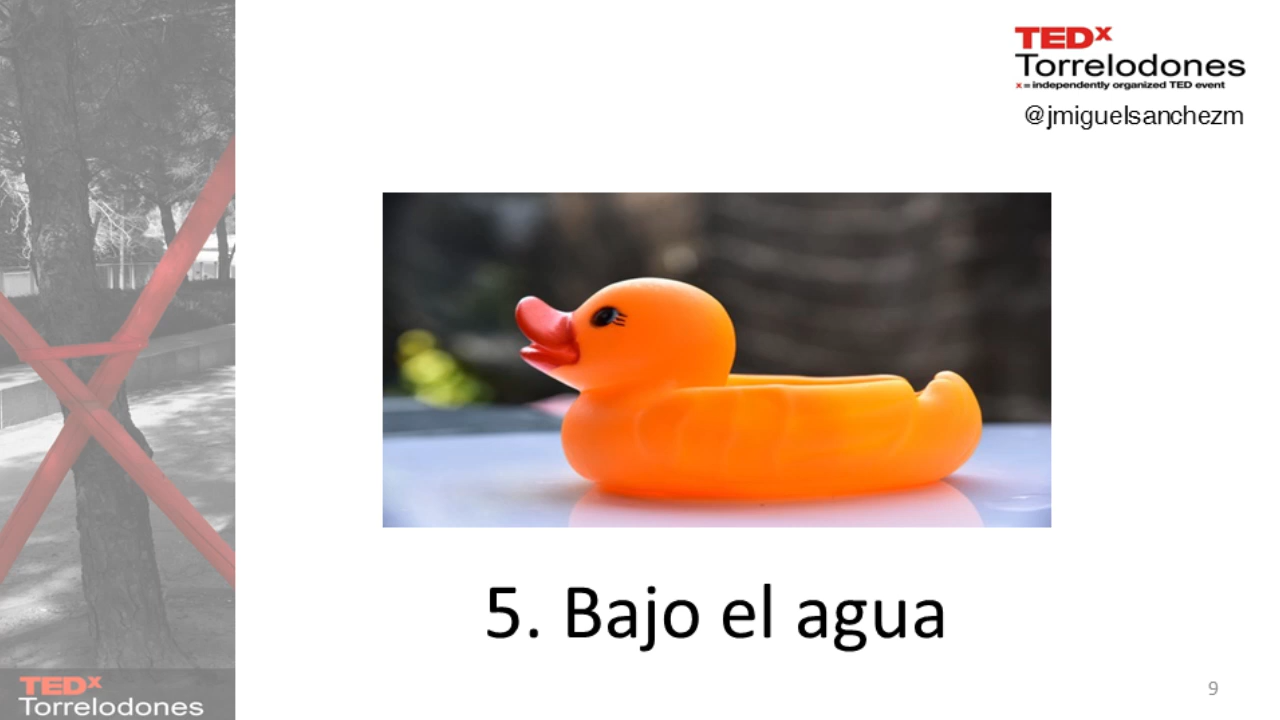 TEDx
Torrelodones
x = independently organized TED event
@jmiguelsanchezm
5. Bajo el agua
TEDx
Torrelodones
9